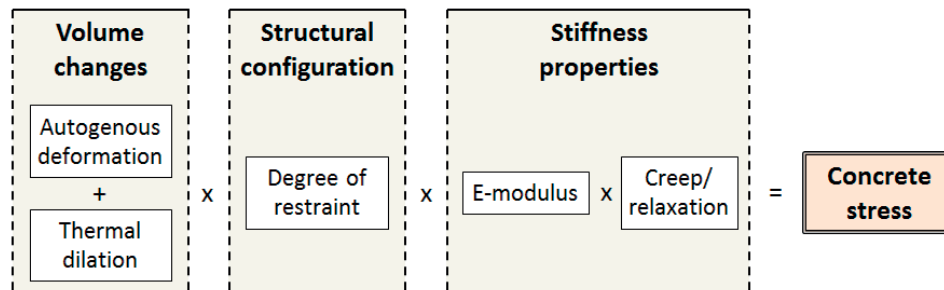 Volume
changes
Structural
configuration
Stiffness
properties
Autogenous
deformation
+
Thermal
dilation
x
Degree of
restraint
x
E-modulus
x
Creep/
relaxation
=
Concrete
stress